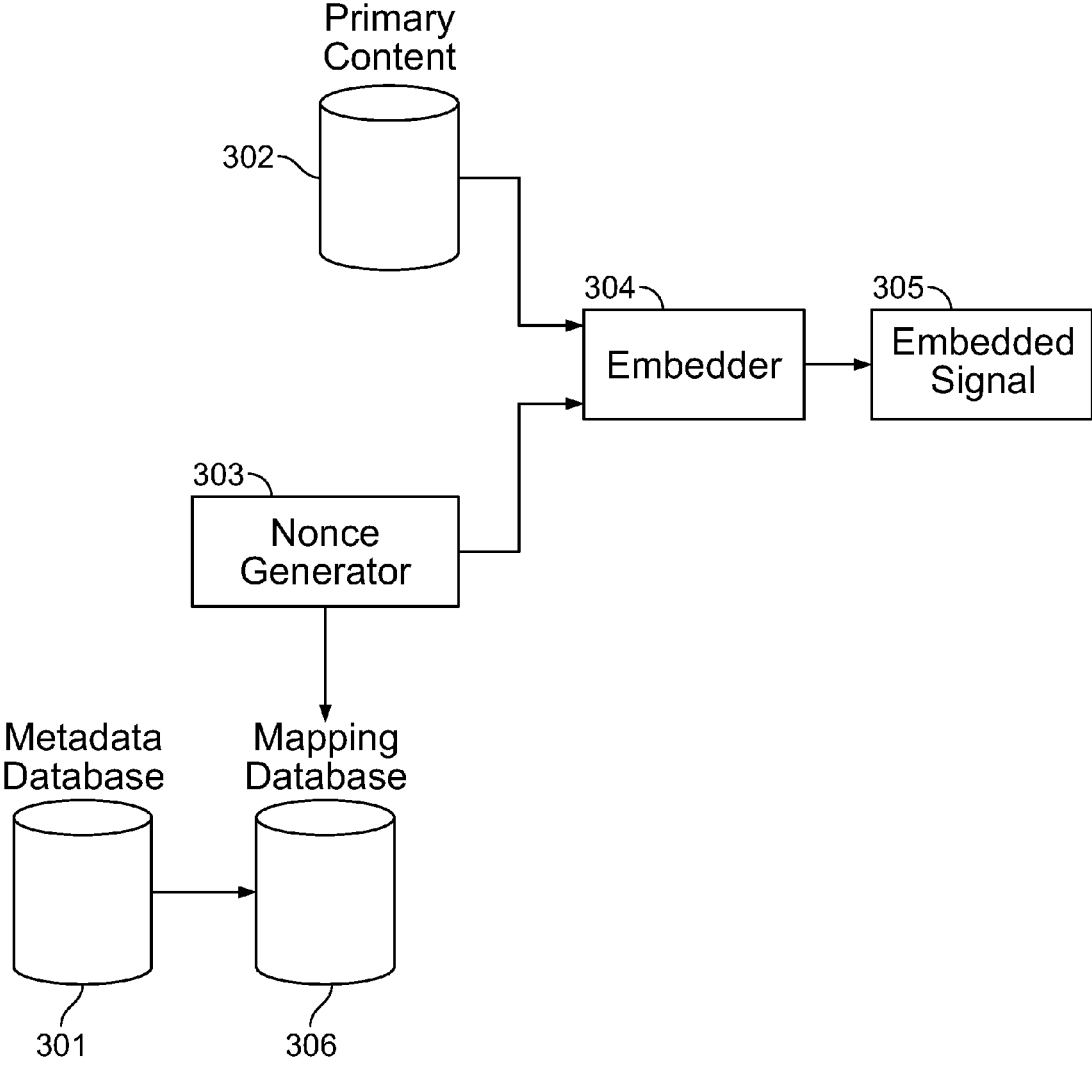 Primary
Content
302
304
305
Embedder
Embedded
Signal
303
Nonce
Generator
Metadata
Database
Mapping
Database
301
306